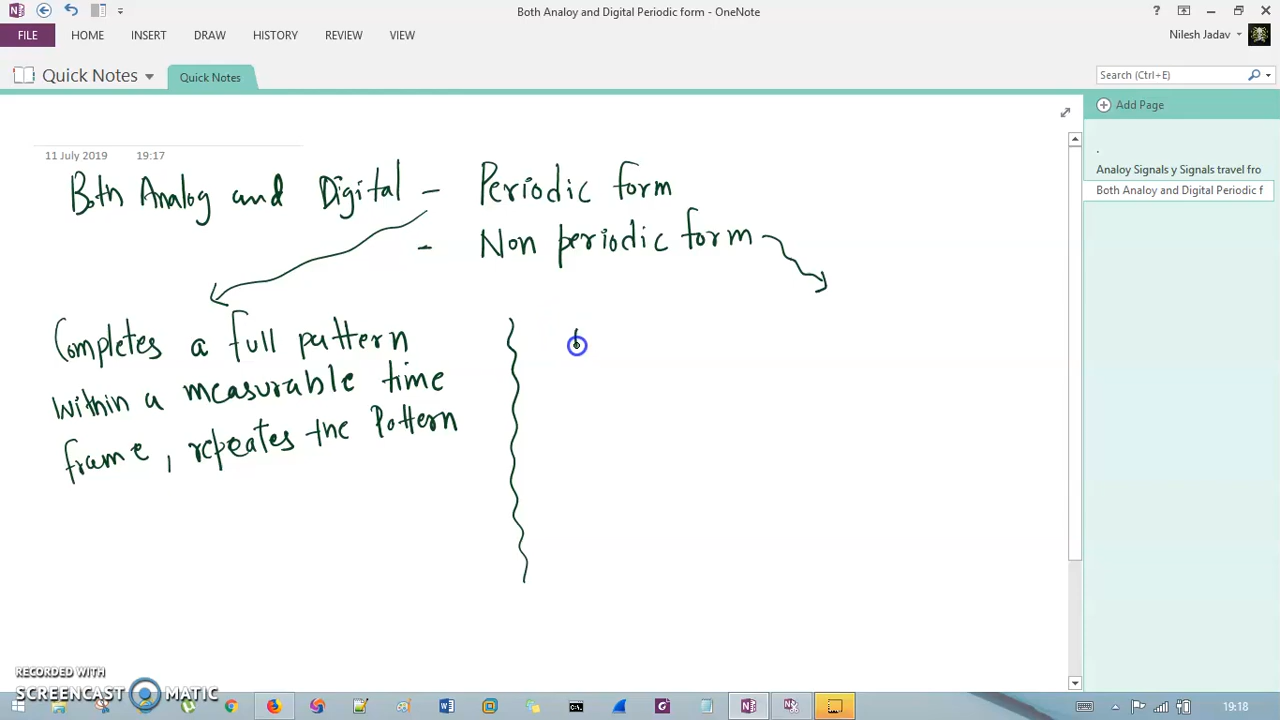 Both Analoy and Digital Periodic form - OneNote
?
FILE HOME INSERT DRAW HISTORY REVIEW VIEW
Nilesh Jadav
Quick Notes
Quick Notes
Search (Ctrl+E)
Add Page
.
Analoy Signals y Signals travel fro
Both Analoy and Digital Periodic f
11 July 2019 19:17
Both Analog and Digital - Periodic form
- Non periodic form
Completes a full pattern
within a measurable time
frame, repeates the Pattern
RECORDED WITH
SCREENCAST MATIC
19:18